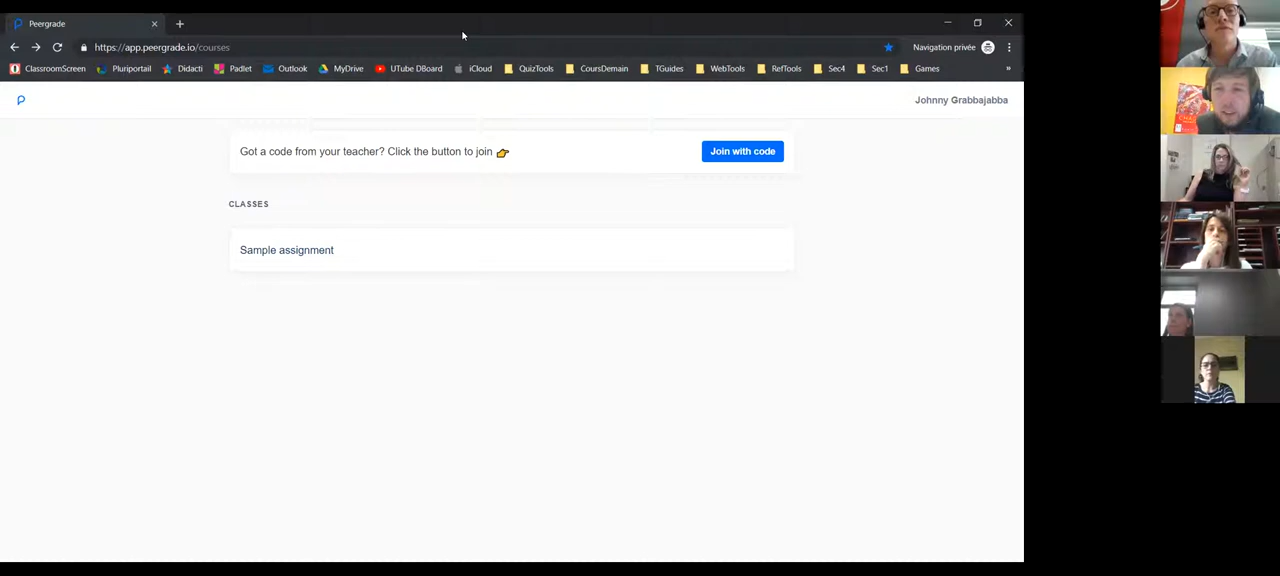 Peergrade
https://app.peergrade.io/courses
Navigation privée
ClassroomScreen Pluriportail Didacti Padlet Outlook MyDrive UTube DBoard iCloud QuizTools CoursDemain TGuides WebTools RefTools Sec4 Sec1 Games »
Johnny Grabbajabba
Got a code from your teacher? Click the button to join 👉
Join with code
CLASSES
Sample assignment